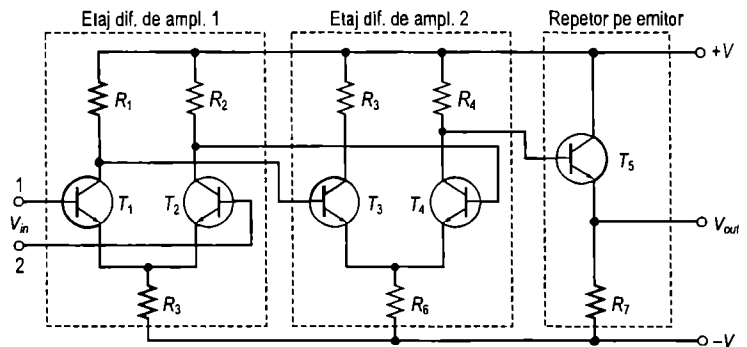 Etaj dif. de ampl. 1
Etaj dif. de ampl. 2
Repetor pe emitor
+V
R1
R2
R3
R4
T5
1
Vin
2
T1
T2
T3
T4
Vout
R3
R6
R7
−V